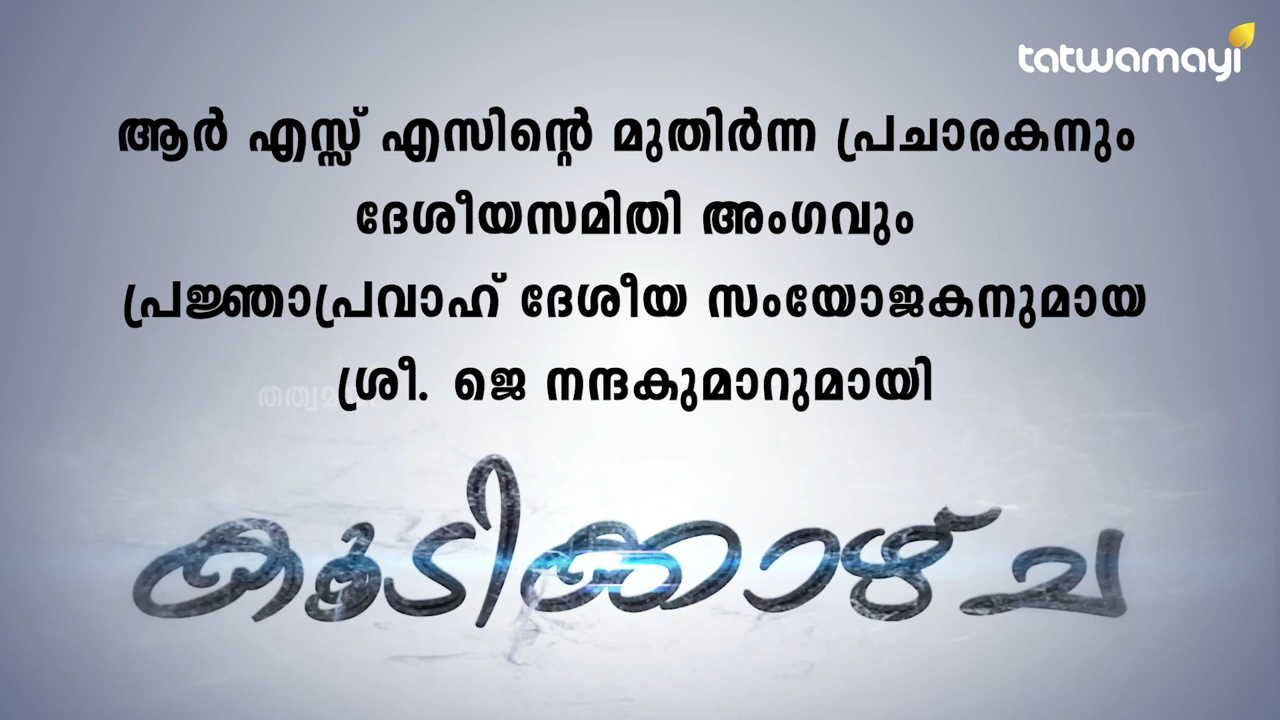 tatwamayi
ആർ എസ്സ് എസിന്റെ മുതിർന്ന പ്രചാരകനും
ദേശീയസമിതി അംഗവും
പ്രജ്ഞാപ്രവാഹ് ദേശീയ സംയോജകനുമായ
ശ്രീ. ജെ നന്ദകുമാറുമായി
കൂടിക്കാഴ്ച